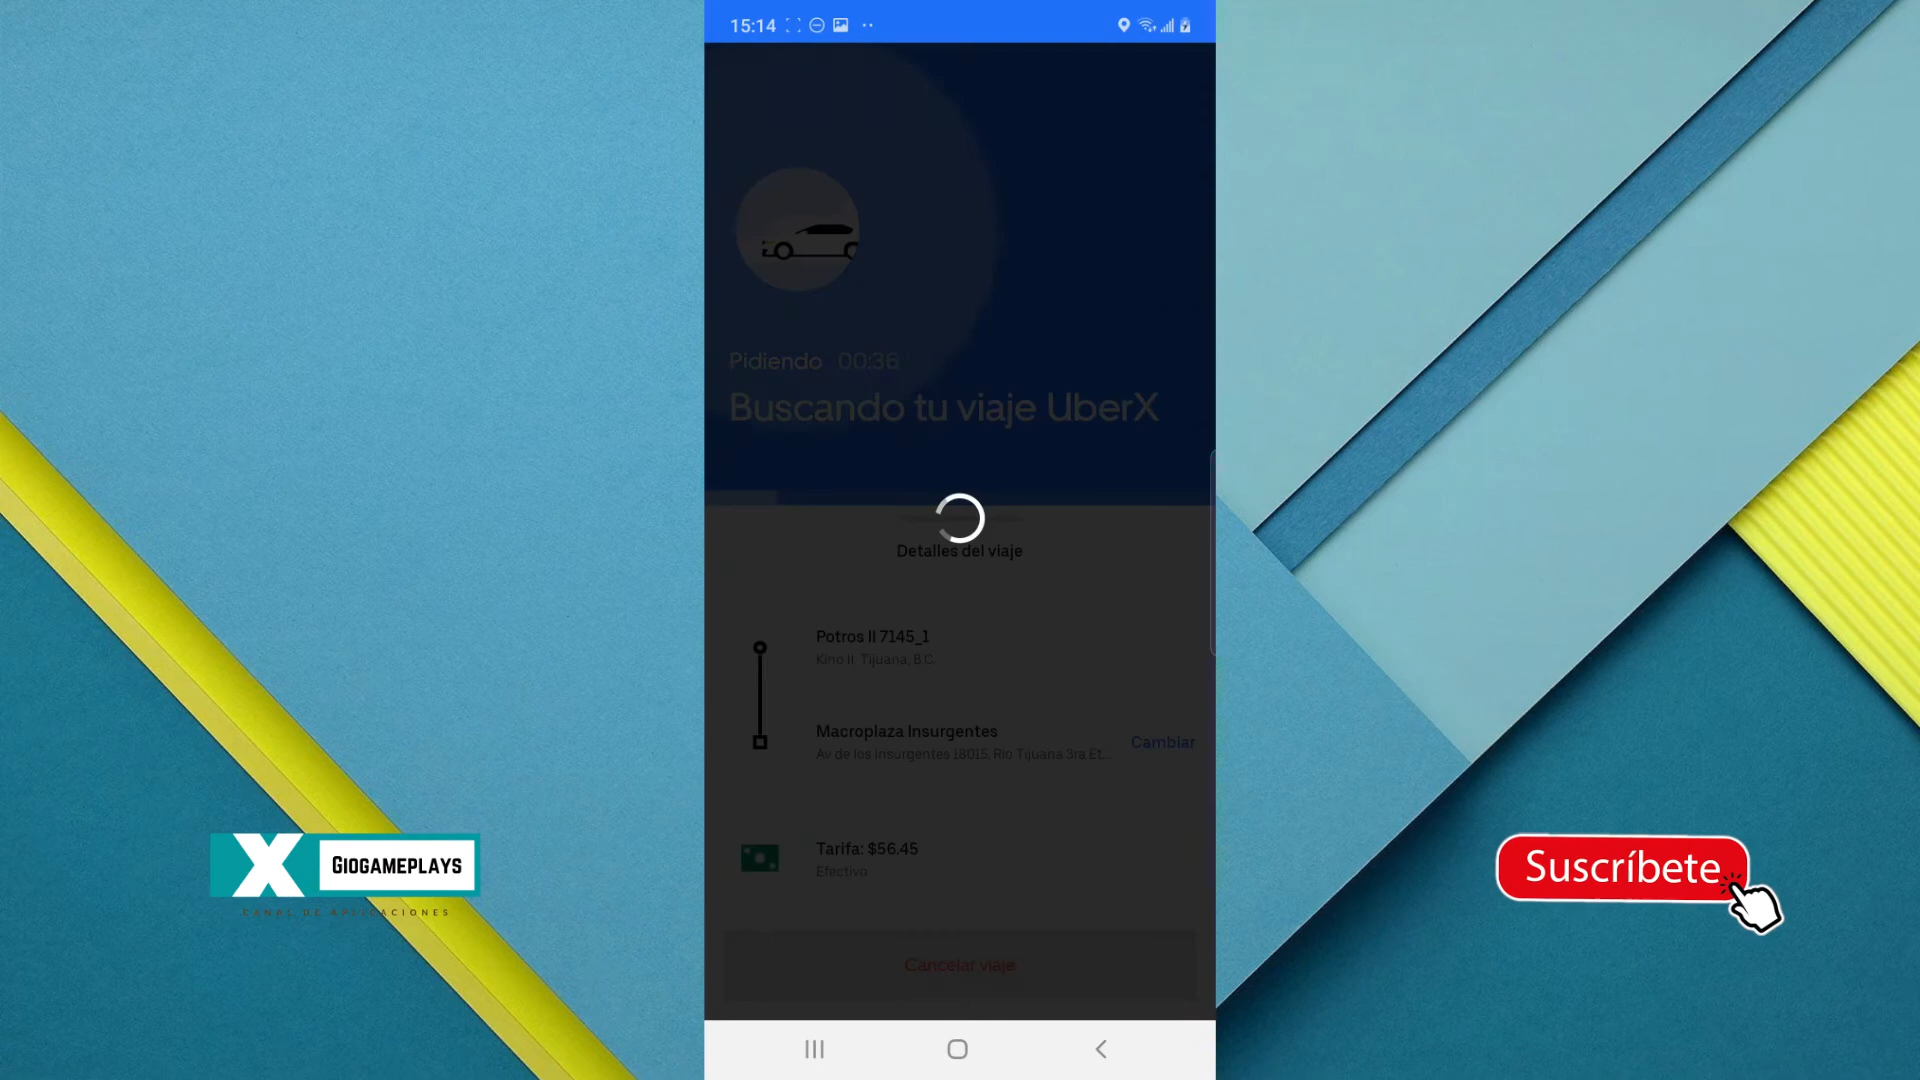 15:14
Pidiendo 00:36
Buscando tu viaje UberX
Detalles del viaje
Potros II 7145_1
Kino II, Tijuana, B.C.
Macroplaza Insurgentes
Av de los insurgentes 18015, Rio Tijuana 3ra Et...
Cambiar
Tarifa: $56.45
Efectivo
Cancelar viaje
X GIOGAMEPLAYS
CANAL DE APLICACIONES
Suscríbete